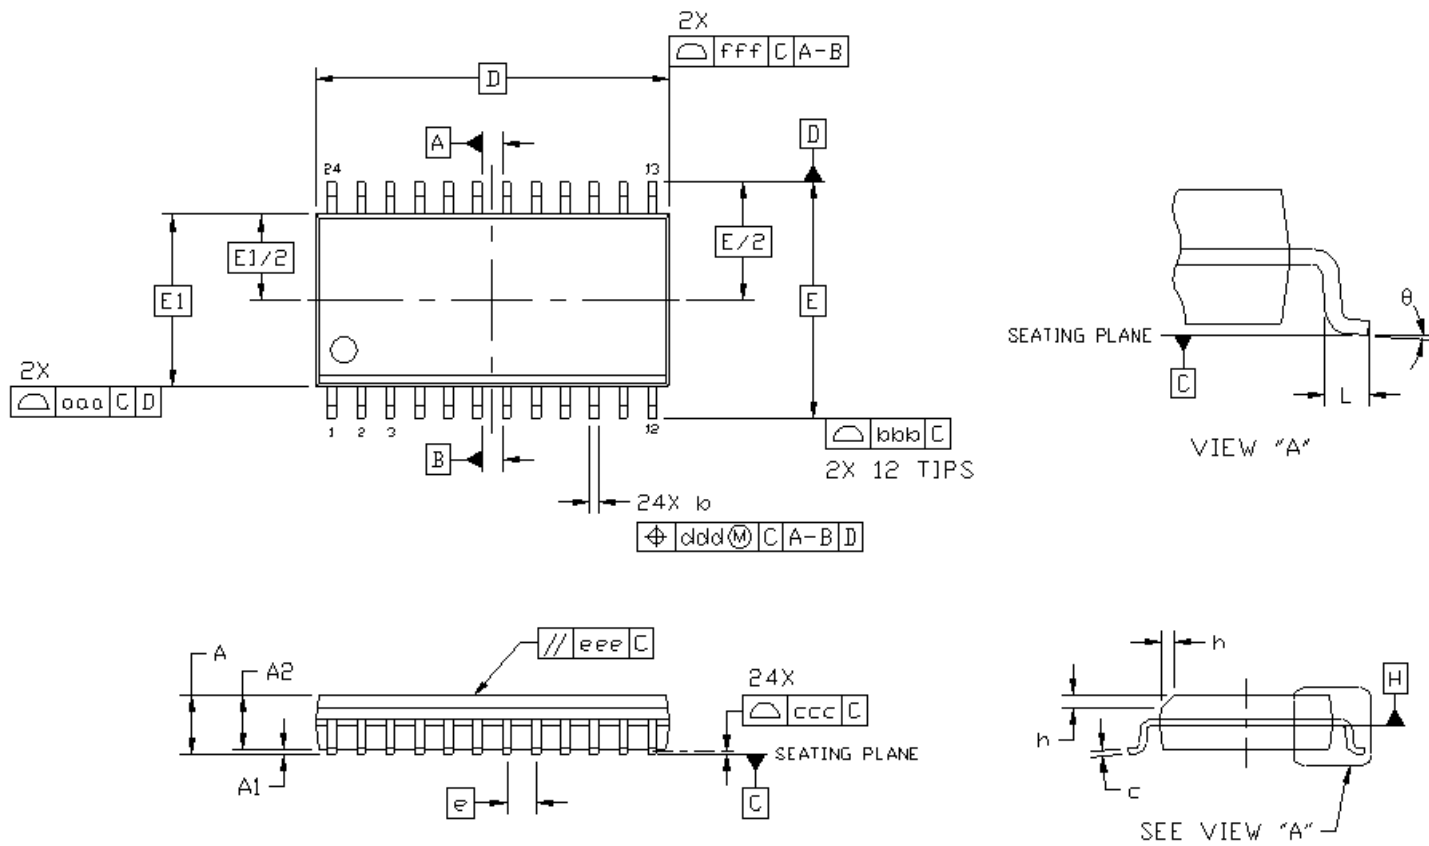 2X
fff C A-B
D
A
D
24
13
E1/2
E/2
E1
E
2X
aaa C D
1 2 3
12
B
bbb C
2X 12 TIPS
24X b
ddd M C A-B D
θ
SEATING PLANE
C
L
VIEW "A"
// eee C
A
A2
24X
ccc C
SEATING PLANE
A1
e
C
h
H
h
c
SEE VIEW "A"